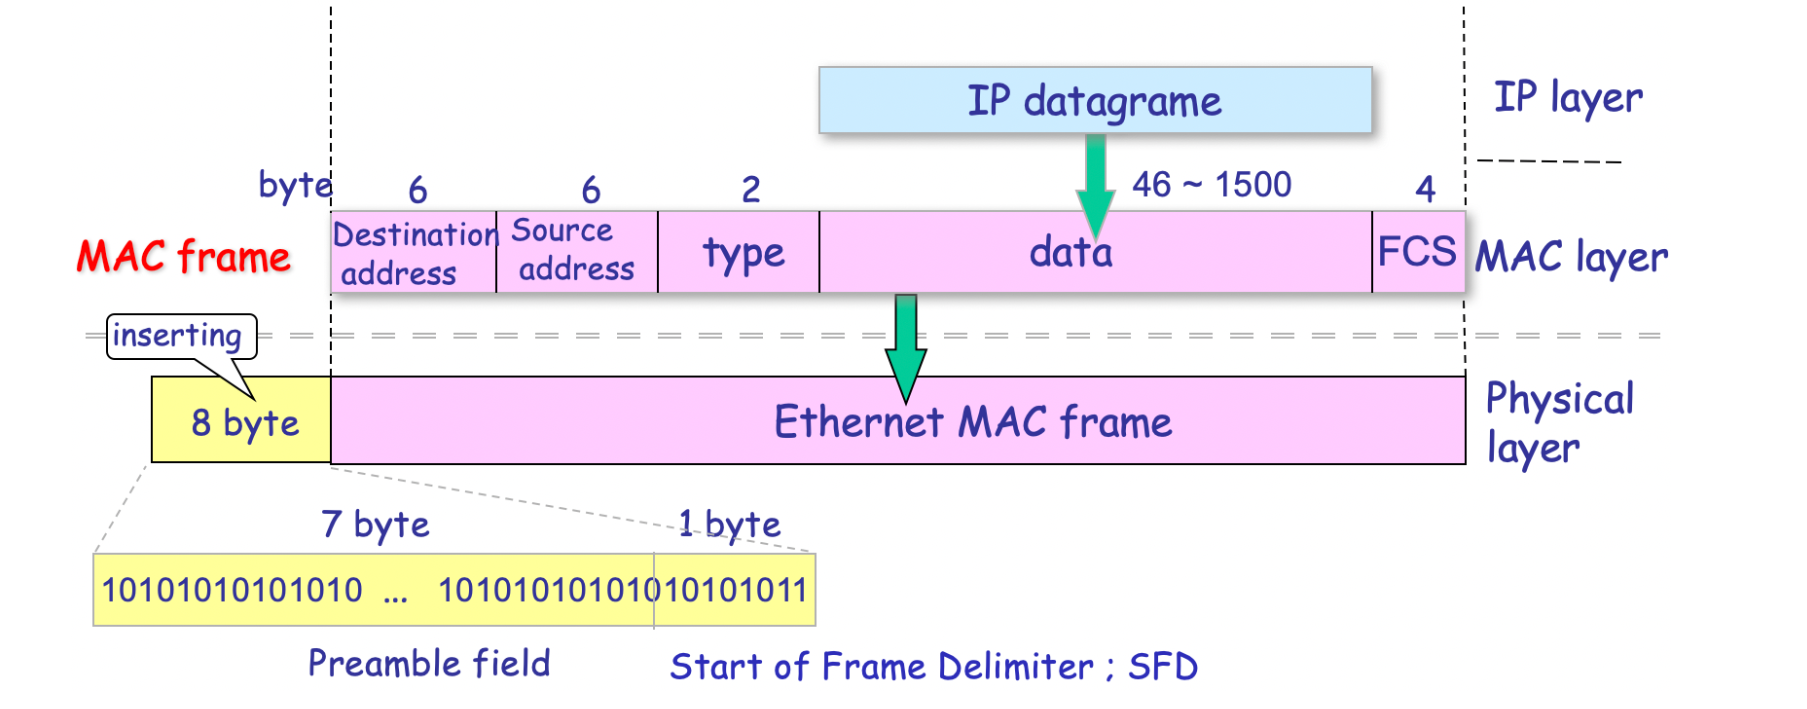 IP datagrame
IP layer
byte 6 6 2 46 ~ 1500 4
MAC frame
Destination address
Source address
type
data
FCS
MAC layer
inserting
8 byte
Ethernet MAC frame
Physical layer
7 byte
1 byte
10101010101010 ... 10101010101010101011
Preamble field
Start of Frame Delimiter ; SFD